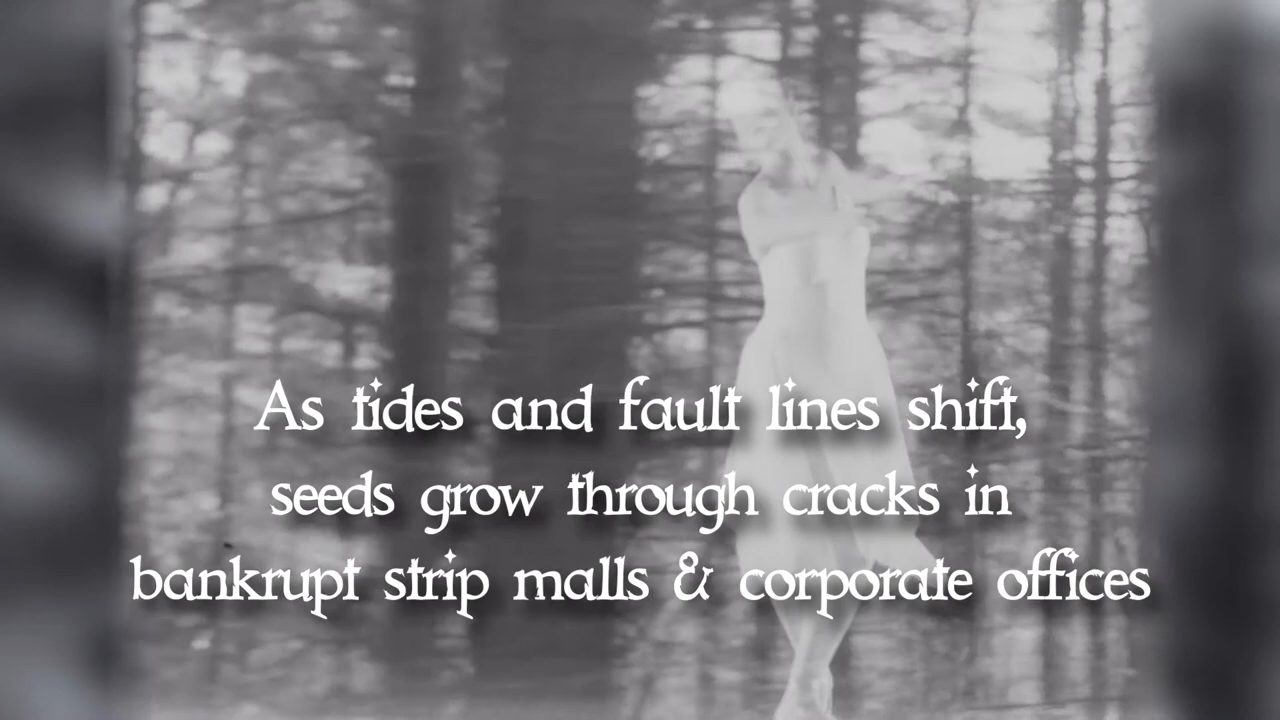 As tides and fault lines shift,
seeds grow through cracks in
bankrupt strip malls & corporate offices